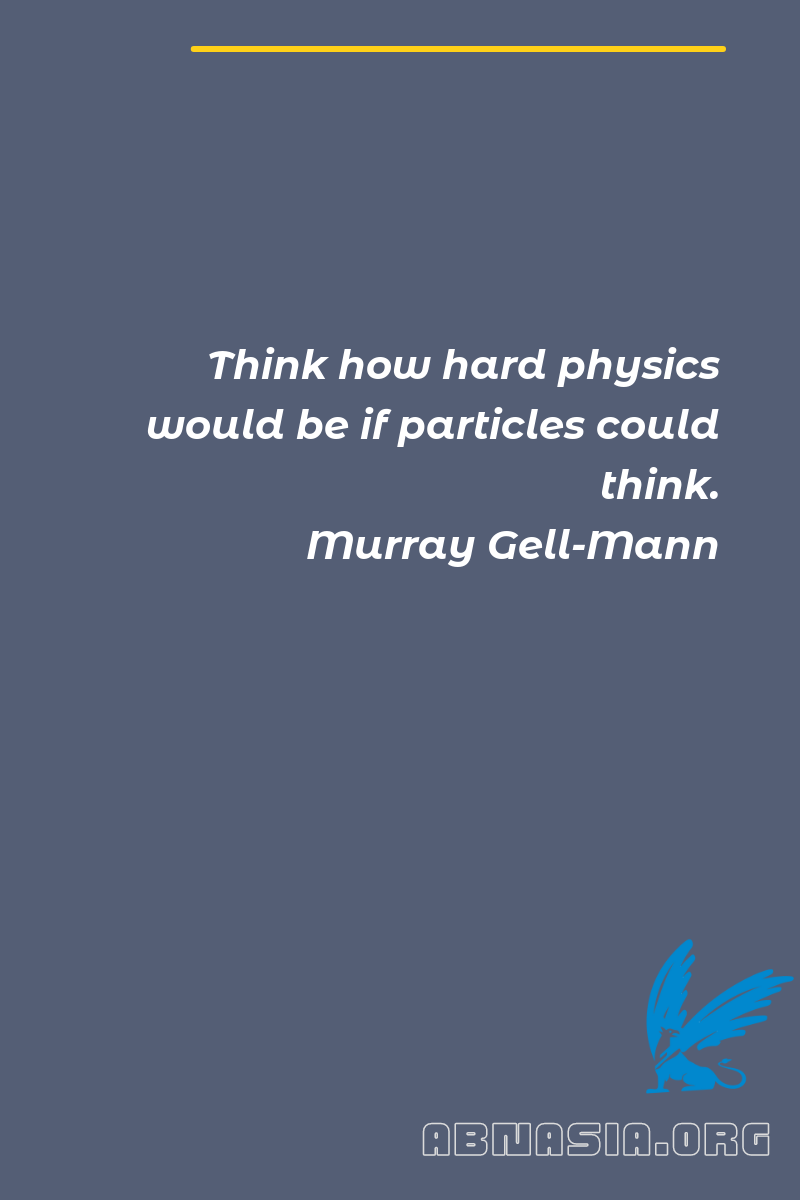 Think how hard physics
would be if particles could
think.
Murray Gell-Mann
ABNASIA.ORG